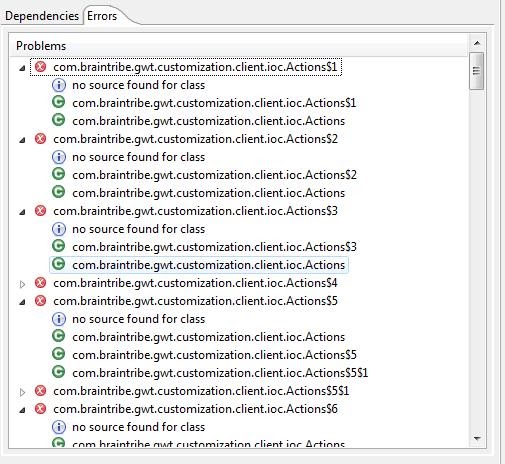 Dependencies Errors
Problems
com.braintribe.gwt.customization.client.ioc.Actions$1
no source found for class
com.braintribe.gwt.customization.client.ioc.Actions$1
com.braintribe.gwt.customization.client.ioc.Actions
com.braintribe.gwt.customization.client.ioc.Actions$2
no source found for class
com.braintribe.gwt.customization.client.ioc.Actions$2
com.braintribe.gwt.customization.client.ioc.Actions
com.braintribe.gwt.customization.client.ioc.Actions$3
no source found for class
com.braintribe.gwt.customization.client.ioc.Actions$3
com.braintribe.gwt.customization.client.ioc.Actions
com.braintribe.gwt.customization.client.ioc.Actions$4
com.braintribe.gwt.customization.client.ioc.Actions$5
no source found for class
com.braintribe.gwt.customization.client.ioc.Actions
com.braintribe.gwt.customization.client.ioc.Actions$5
com.braintribe.gwt.customization.client.ioc.Actions$5$1
com.braintribe.gwt.customization.client.ioc.Actions$5$1
com.braintribe.gwt.customization.client.ioc.Actions$6
no source found for class
com.braintribe.gwt.customization.client.ioc.Actions